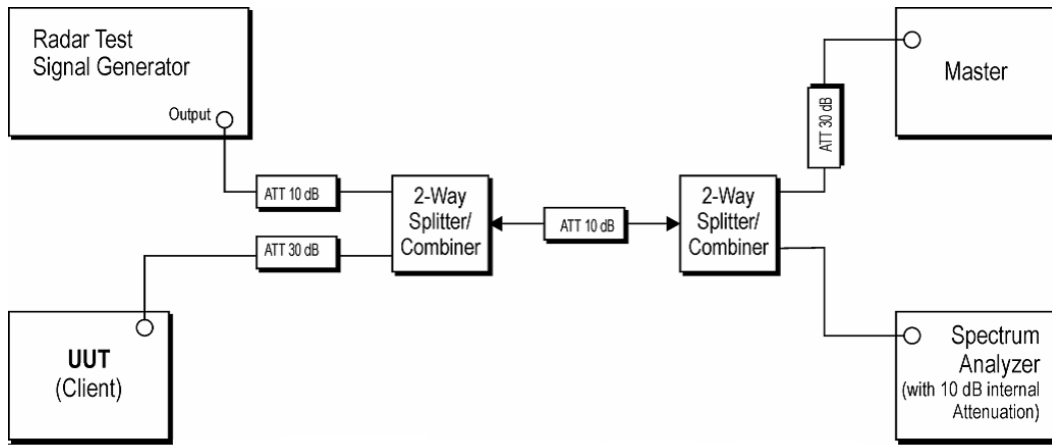 Radar Test
Signal Generator
Output
ATT 10 dB
ATT 30 dB
2-Way
Splitter/
Combiner
ATT 10 dB
2-Way
Splitter/
Combiner
ATT 30 dB
Master
UUT
(Client)
Spectrum
Analyzer
(with 10 dB internal
Attenuation)